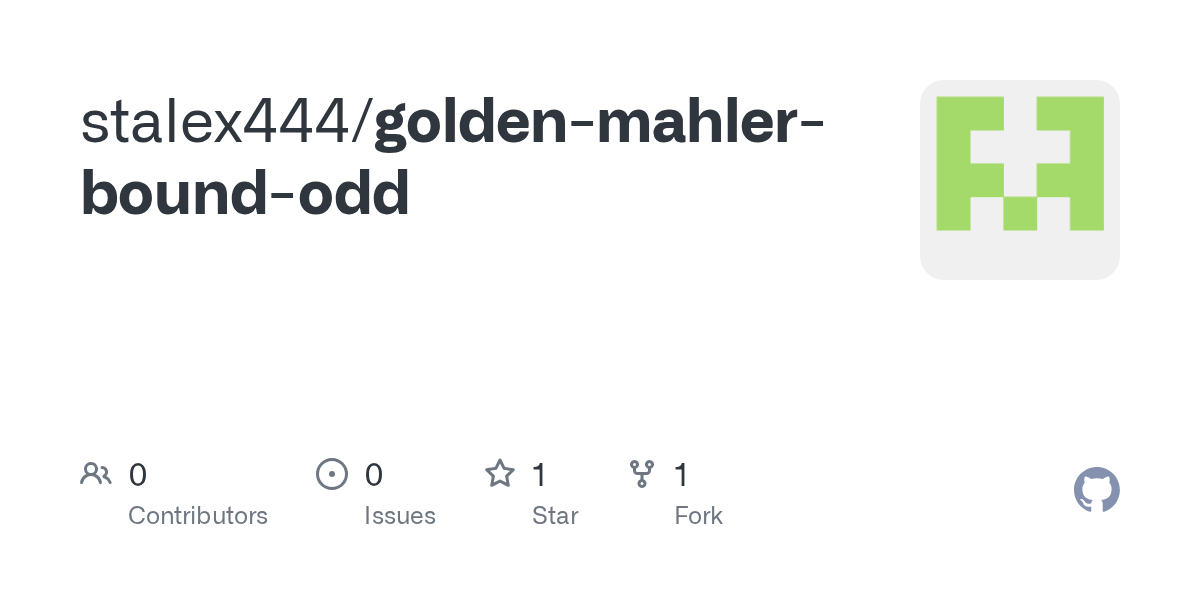 stalex444/golden-mahler-
bound-odd
0 0 1 1
Contributors Issues Star Fork